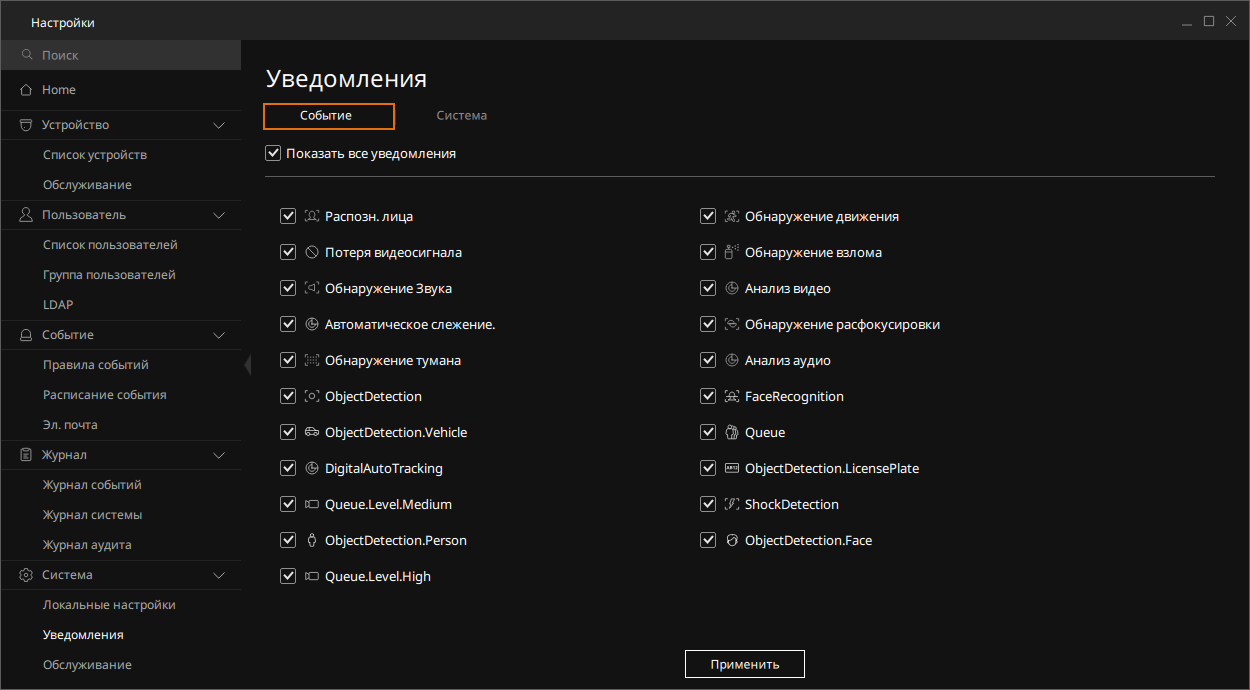 Настройки
Поиск
Home
Устройство
Список устройств
Обслуживание
Пользователь
Список пользователей
Группа пользователей
LDAP
Событие
Правила событий
Расписание события
Эл. почта
Журнал
Журнал событий
Журнал системы
Журнал аудита
Система
Локальные настройки
Уведомления
Обслуживание
Уведомления
Событие Система
Показать все уведомления
Распозн. лица Обнаружение движения
Потеря видеосигнала Обнаружение взлома
Обнаружение Звука Анализ видео
Автоматическое слежение. Обнаружение расфокусировки
Обнаружение тумана Анализ аудио
ObjectDetection FaceRecognition
ObjectDetection.Vehicle Queue
DigitalAutoTracking ObjectDetection.LicensePlate
Queue.Level.Medium ShockDetection
ObjectDetection.Person ObjectDetection.Face
Queue.Level.High
Применить